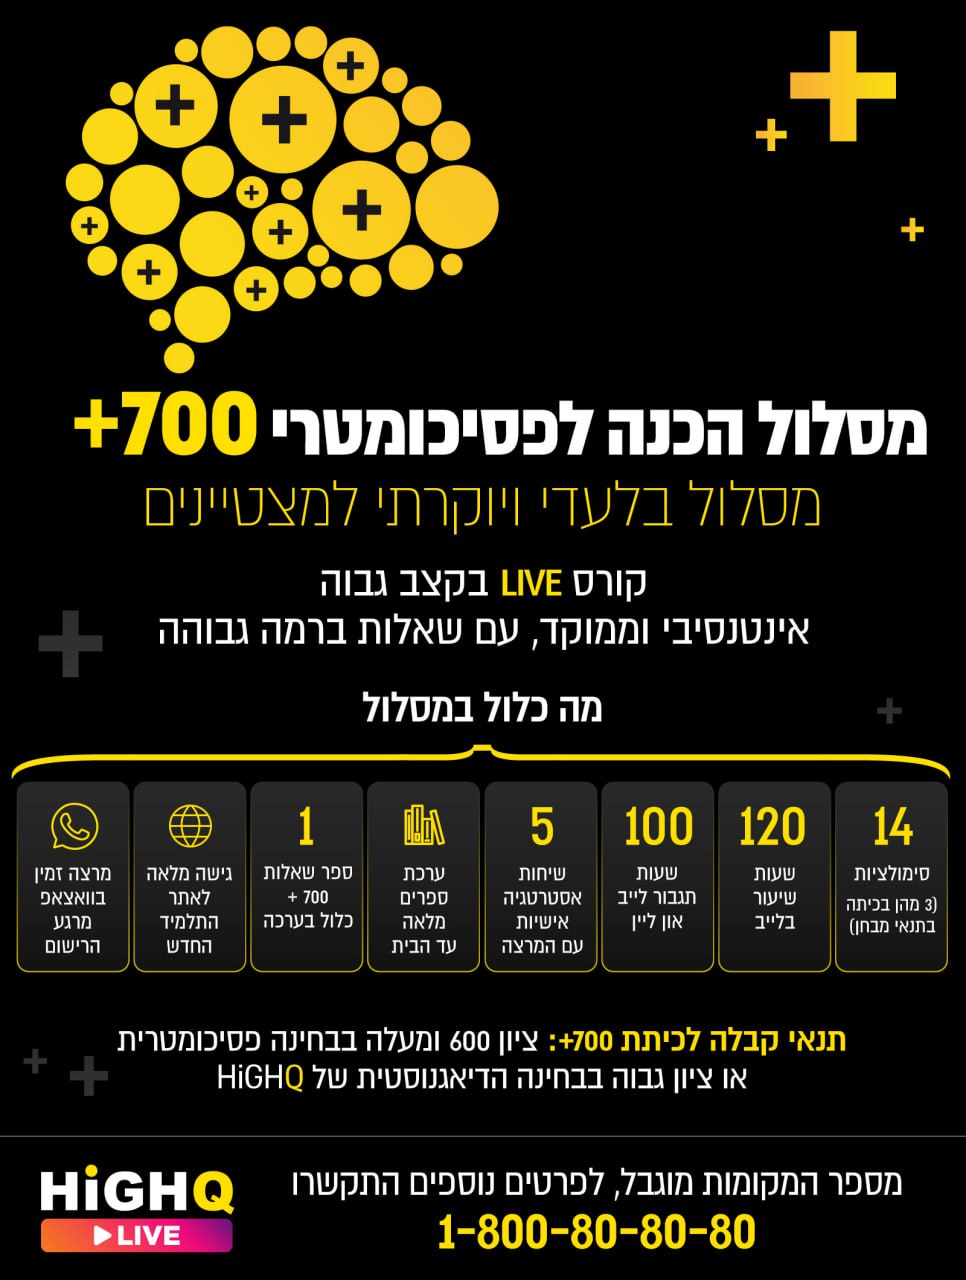 מסלול הכנה לפסיכומטרי 700+
מסלול בלעדי ויוקרתי למצטיינים
קורס LIVE בקצב גבוה
אינטנסיבי וממוקד, עם שאלות ברמה גבוהה
מה כלול במסלול
14
סימולציות
(3 מהן בכיתה
בתנאי מבחן)
120
שעות
שיעור
בלייב
100
שעות
תגבור לייב
און ליין
5
שיחות
אסטרטגיה
אישיות
עם המרצה
ערכת
ספרים
מלאה
עד הבית
1
ספר שאלות
700 +
כלול בערכה
גישה מלאה
לאתר
התלמיד
החדש
מרצה זמין
בוואצאפ
מרגע
הרישום
תנאי קבלה לכיתת 700+: ציון 600 ומעלה בבחינה פסיכומטרית
או ציון גבוה בבחינה הדיאגנוסטית של HiGHQ
מספר המקומות מוגבל, לפרטים נוספים התקשרו
1-800-80-80-80
HiGHQ
LIVE